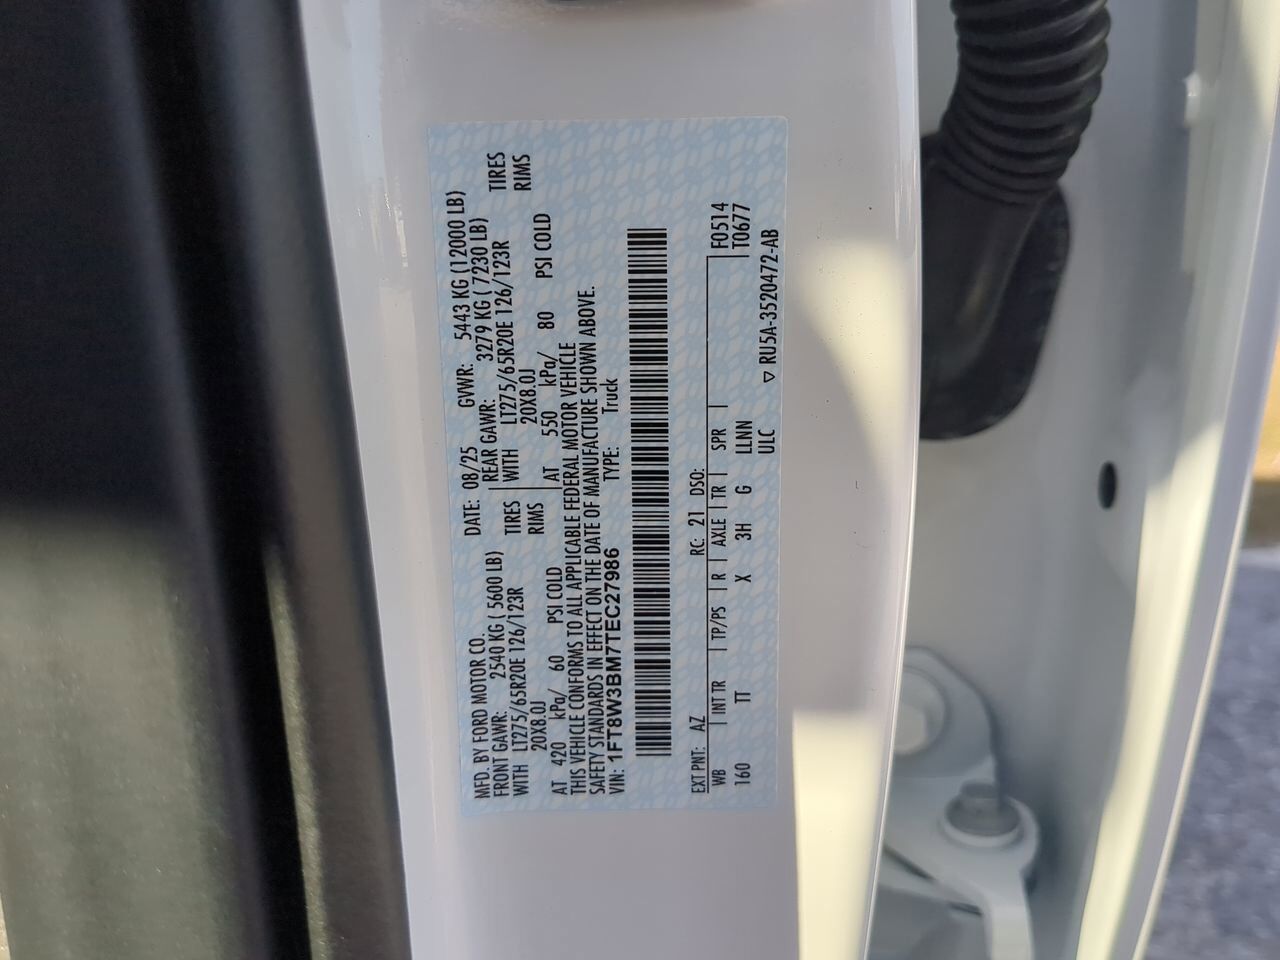 MFD. BY FORD MOTOR CO.
DATE: 08/25 GVWR: 5443 KG (12000 LB)
FRONT GAWR: 2540 KG ( 5600 LB) REAR GAWR: 3279 KG ( 7230 LB)
WITH LT275/65R20E 126/123R TIRES WITH LT275/65R20E 126/123R TIRES
20X8.0J RIMS 20X8.0J RIMS
AT 420 kPa/ 60 PSI COLD AT 550 kPa/ 80 PSI COLD
THIS VEHICLE CONFORMS TO ALL APPLICABLE FEDERAL MOTOR VEHICLE
SAFETY STANDARDS IN EFFECT ON THE DATE OF MANUFACTURE SHOWN ABOVE.
VIN: 1FT8W3BM7TEC27986 TYPE: Truck
EXT PNT: AZ RC: 21 DSO:
WB INT TR TP/PS R AXLE TR SPR F0514
160 TT X 3H G LLNN T0677
ULC ▽ RU5A-3520472-AB